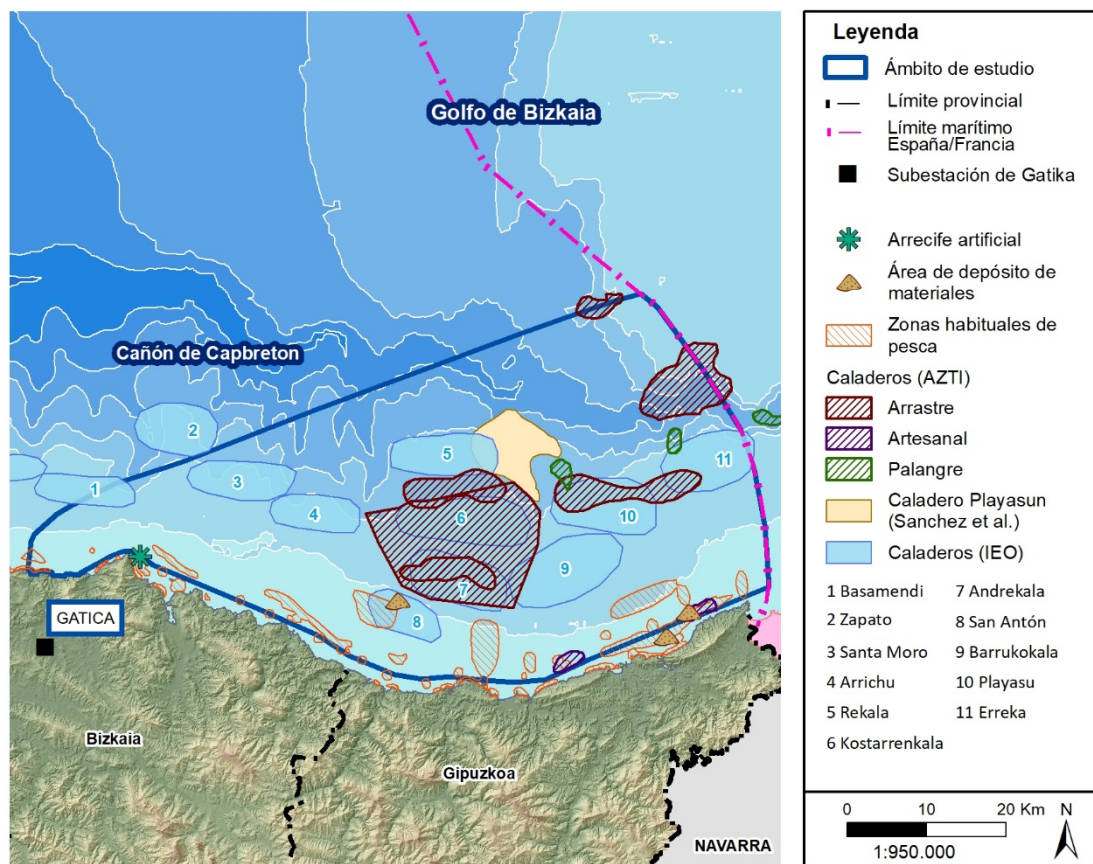 Golfo de Bizkaia
Cañón de Capbreton
2
5
11
1
3
4
6
10
9
7
8
GATICA
Bizkaia
Gipuzkoa
NAVARRA
Leyenda
Ámbito de estudio
Límite provincial
Límite marítimo
España/Francia
Subestación de Gatika
Arrecife artificial
Área de depósito de
materiales
Zonas habituales de
pesca
Caladeros (AZTI)
Arrastre
Artesanal
Palangre
Caladero Playasun
(Sanchez et al.)
Caladeros (IEO)
1 Basamendi
2 Zapato
3 Santa Moro
4 Arrichu
5 Rekala
6 Kostarrenkala
7 Andrekala
8 San Antón
9 Barrukokala
10 Playasu
11 Erreka
0 10 20 Km N
1:950.000